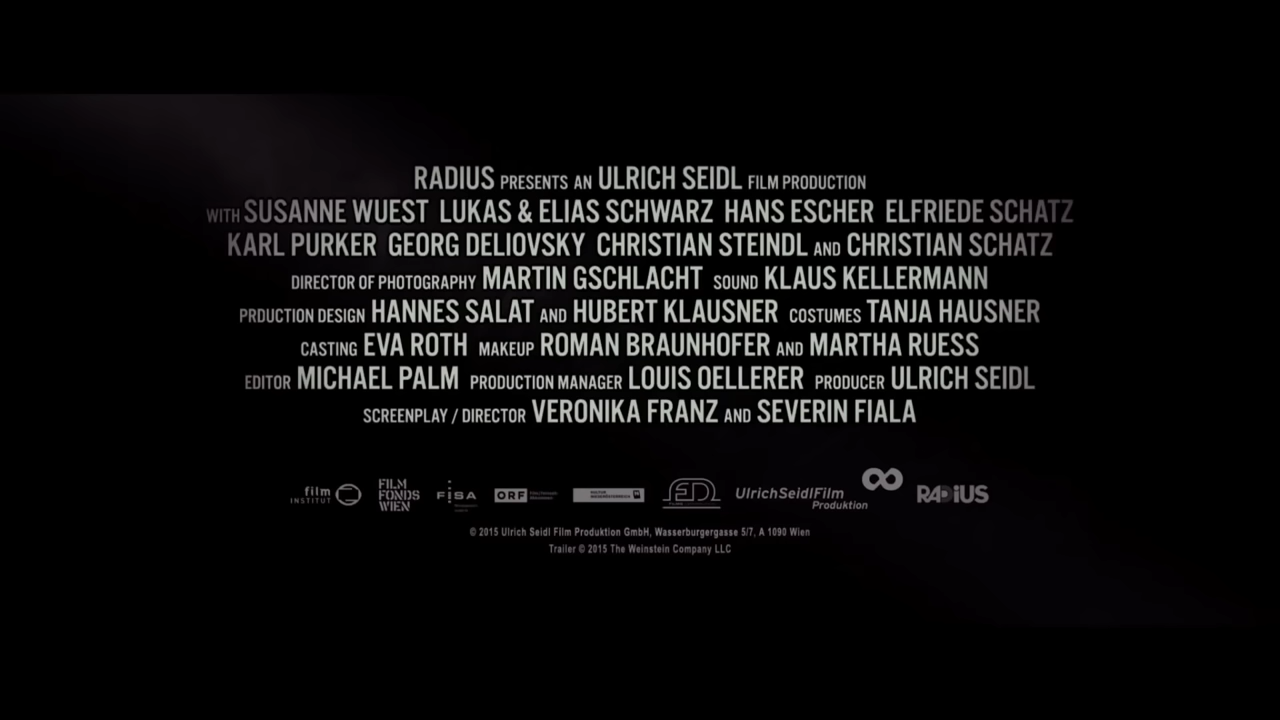 RADIUS PRESENTS AN ULRICH SEIDL FILM PRODUCTION
WITH SUSANNE WUEST LUKAS & ELIAS SCHWARZ HANS ESCHER ELFRIEDE SCHATZ
KARL PURKER GEORG DELIOVSKY CHRISTIAN STEINDL AND CHRISTIAN SCHATZ
DIRECTOR OF PHOTOGRAPHY MARTIN GSCHLACHT SOUND KLAUS KELLERMANN
PRDUCTION DESIGN HANNES SALAT AND HUBERT KLAUSNER COSTUMES TANJA HAUSNER
CASTING EVA ROTH MAKEUP ROMAN BRAUNHOFER AND MARTHA RUESS
EDITOR MICHAEL PALM PRODUCTION MANAGER LOUIS OELLERER PRODUCER ULRICH SEIDL
SCREENPLAY / DIRECTOR VERONIKA FRANZ AND SEVERIN FIALA
film INSTITUT
FILM FONDS WIEN
FiSA
ORF
UlrichSeidlFilm Produktion
RADiUS
© 2015 Ulrich Seidl Film Produktion GmbH, Wasserburgergasse 5/7, A 1090 Wien
Trailer © 2015 The Weinstein Company LLC